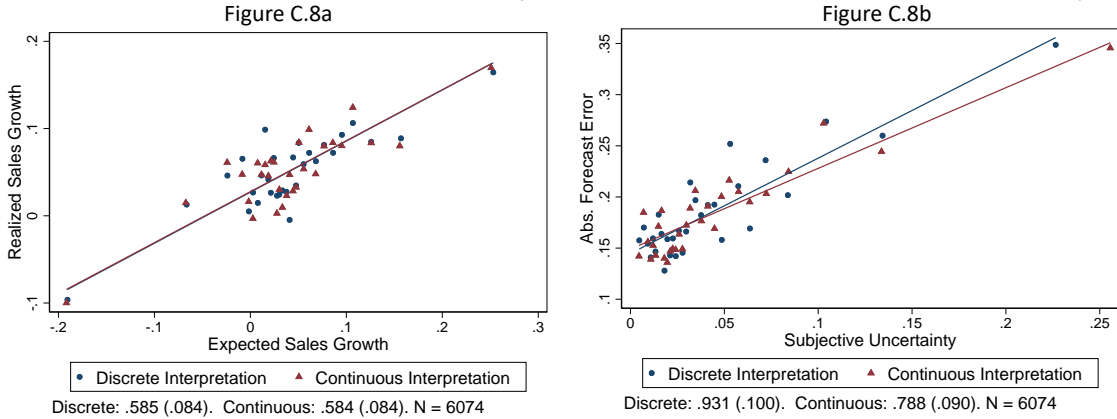 Figure C.8a
Realized Sales Growth
.2
.1
0
-.1
-.2
-.1
0
.1
.2
.3
Expected Sales Growth
Discrete Interpretation
Continuous Interpretation
Discrete: .585 (.084). Continuous: .584 (.084). N = 6074
Figure C.8b
Abs. Forecast Error
.35
.3
.25
.2
.15
.1
0
.05
.1
.15
.2
.25
Subjective Uncertainty
Discrete Interpretation
Continuous Interpretation
Discrete: .931 (.100). Continuous: .788 (.090). N = 6074